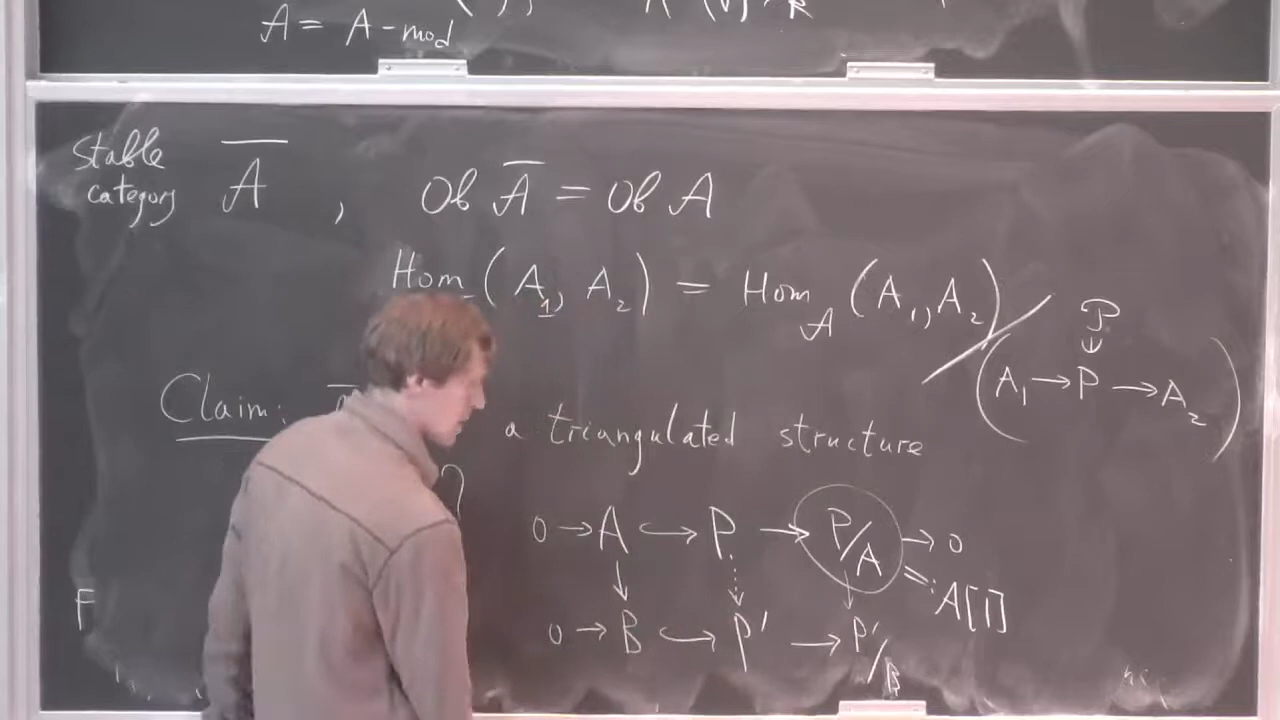 A = A-mod
Stable category Ā , Ob Ā = Ob A
Hom (A₁, A₂) = Hom_A (A₁, A₂) / (A₁ → P → A₂)
P
↓
Claim: a triangulated structure
0 → A ↪ P → P/A → 0
=: A[1]
↓ ⇣ ↓
0 → B ↪ P' → P'/B
F